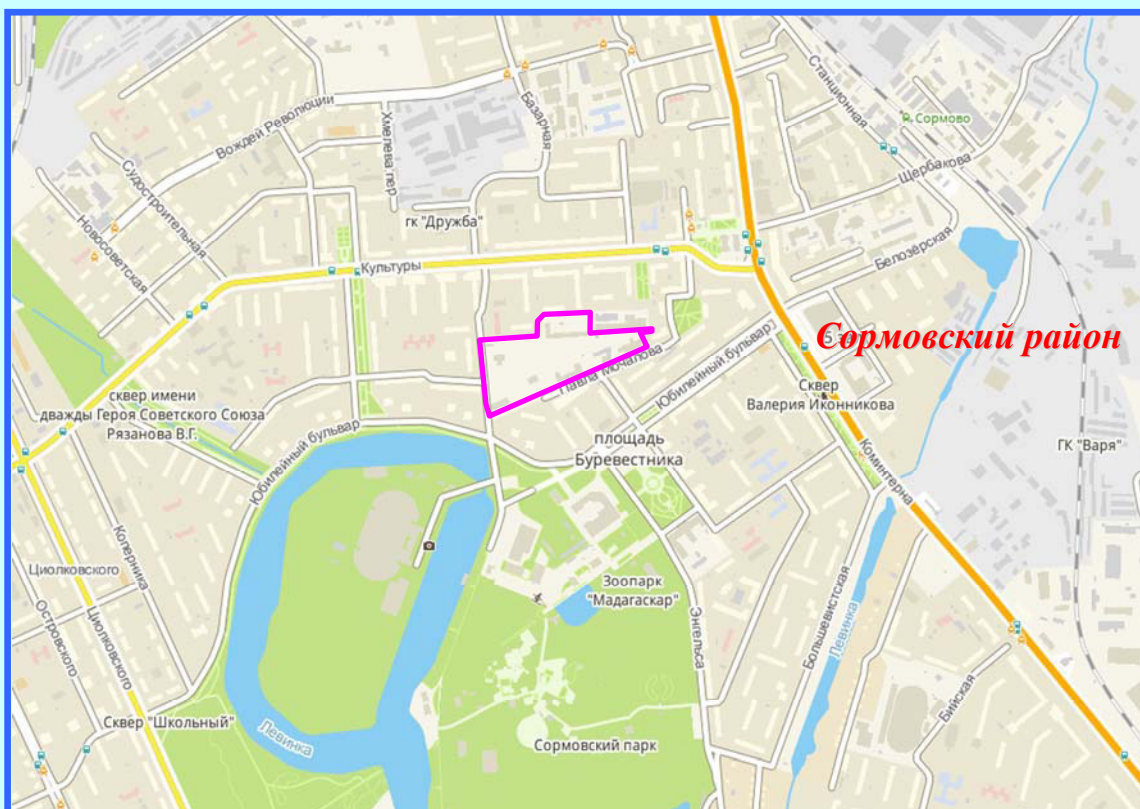 Станционная
Сормово
Базарная
Вождей Революции
Хмелева пер
Щербакова
Судостроительная
Новосоветская
гк "Дружба"
Белозёрская
Культуры
Сормовский район
Павла Мочалова
Юбилейный бульвар
Сквер
Валерия Иконникова
сквер имени
дважды Героя Советского Союза
Рязанова В.Г.
Юбилейный бульвар
площадь
Буревестника
ГК "Варя"
Коминтерна
Коперника
Циолковского
Островского
Циолковского
Зоопарк
"Мадагаскар"
Энгельса
Большевистская
Левинка
Бийская
Сквер "Школьный"
Левинка
Сормовский парк